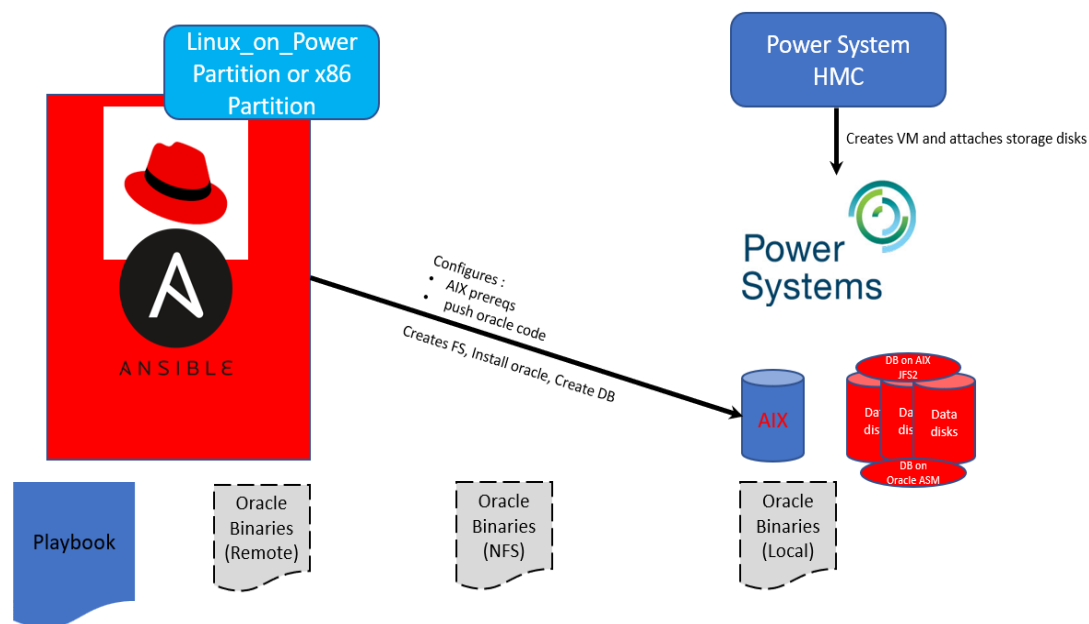 Linux_on_Power
Partition or x86
Partition
Power System
HMC
Creates VM and attaches storage disks
Power
Systems
ANSIBLE
Configures :
• AIX prereqs
• push oracle code
Creates FS, Install oracle, Create DB
AIX
DB on AIX
JFS2
Data
disks
Data
disks
DB on
Oracle ASM
Playbook
Oracle
Binaries
(Remote)
Oracle
Binaries
(NFS)
Oracle
Binaries
(Local)